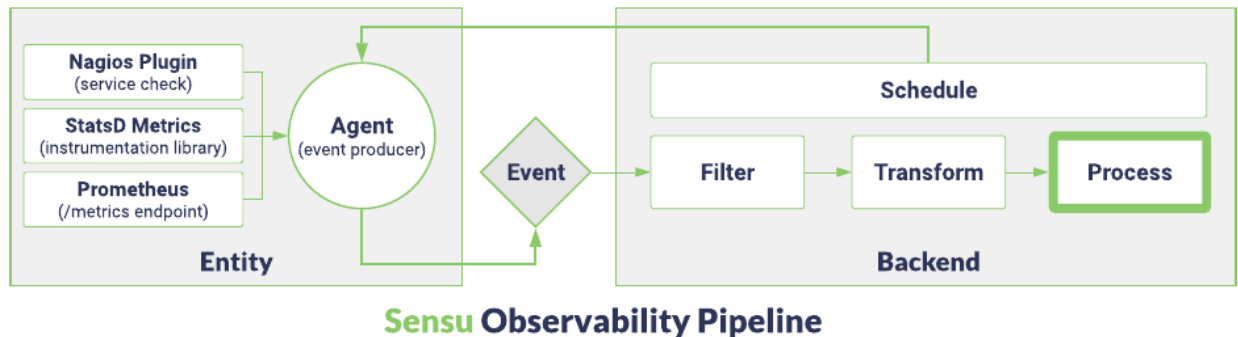 Nagios Plugin
(service check)
StatsD Metrics
(instrumentation library)
Prometheus
(/metrics endpoint)
Agent
(event producer)
Entity
Event
Schedule
Filter
Transform
Process
Backend
Sensu Observability Pipeline